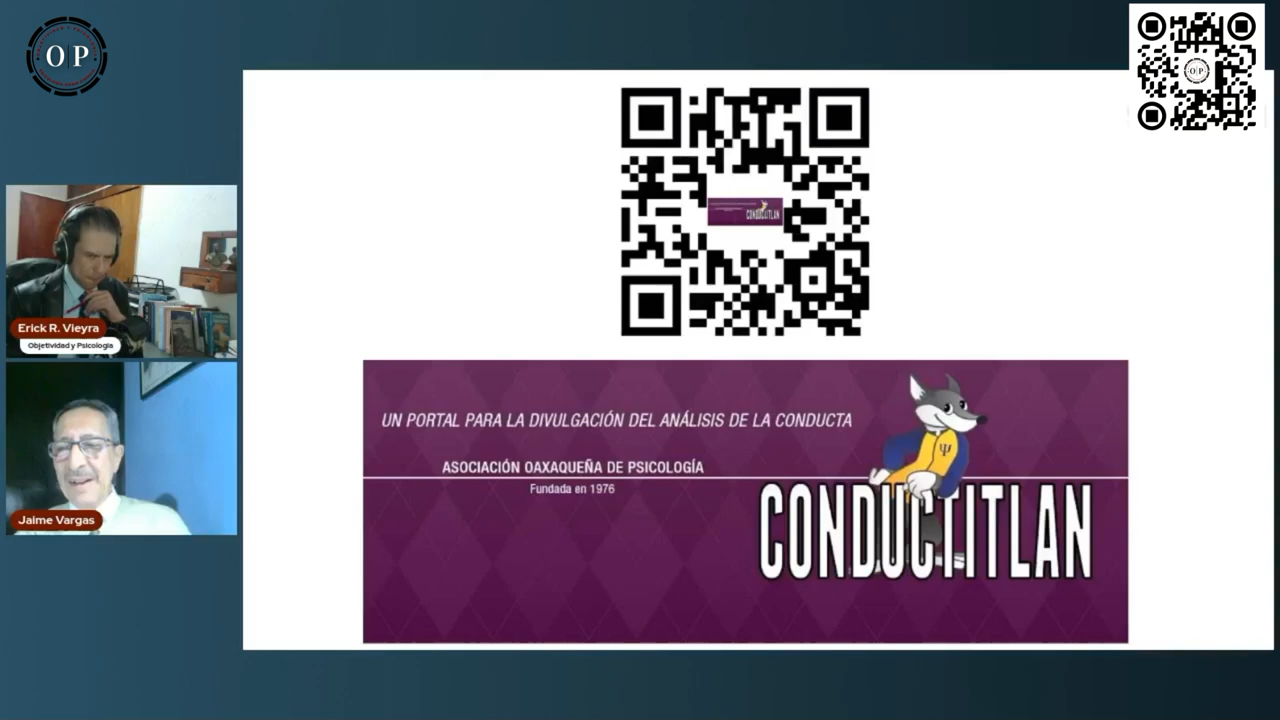 O|P
O|P
CONDUCTITLAN
Erick R. Vieyra
Objetividad y Psicología
Jaime Vargas
UN PORTAL PARA LA DIVULGACIÓN DEL ANÁLISIS DE LA CONDUCTA
ASOCIACIÓN OAXAQUEÑA DE PSICOLOGÍA
Fundada en 1976
Ψ
CONDUCTITLAN